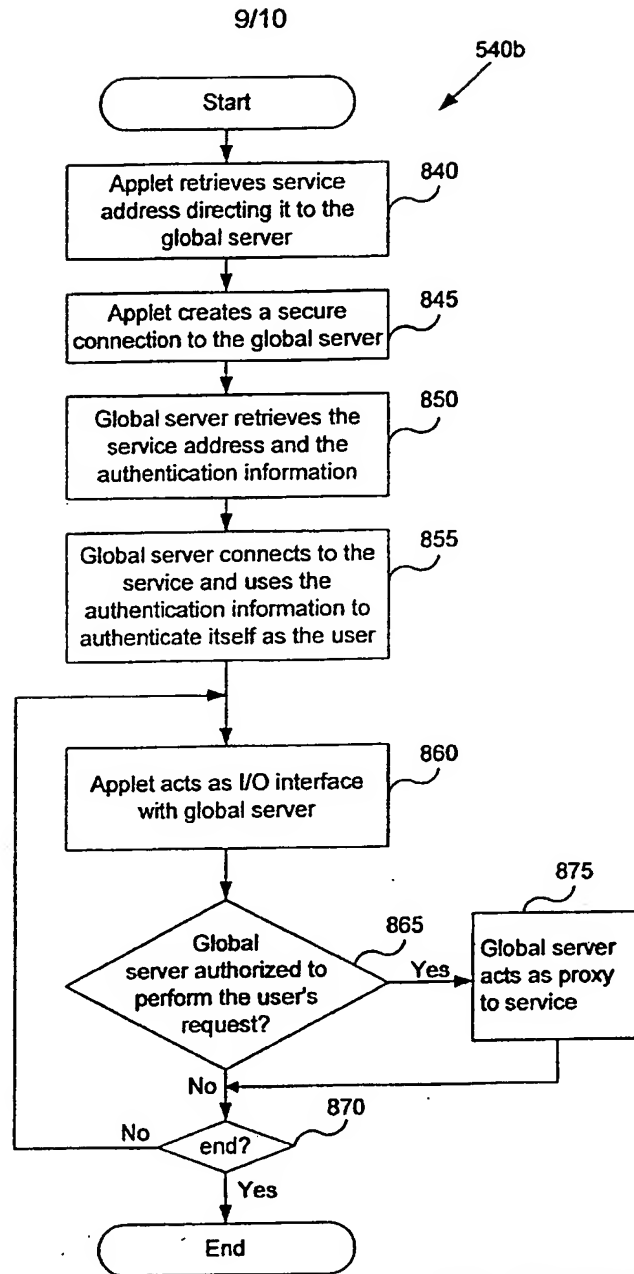 9/10
540b
Start
Applet retrieves service
address directing it to the
global server
840
Applet creates a secure
connection to the global server
845
Global server retrieves the
service address and the
authentication information
850
Global server connects to the
service and uses the
authentication information to
authenticate itself as the user
855
Applet acts as I/O interface
with global server
860
Global
server authorized to
perform the user's
request?
865
Yes
875
Global server
acts as proxy
to service
No
end?
870
No
Yes
End